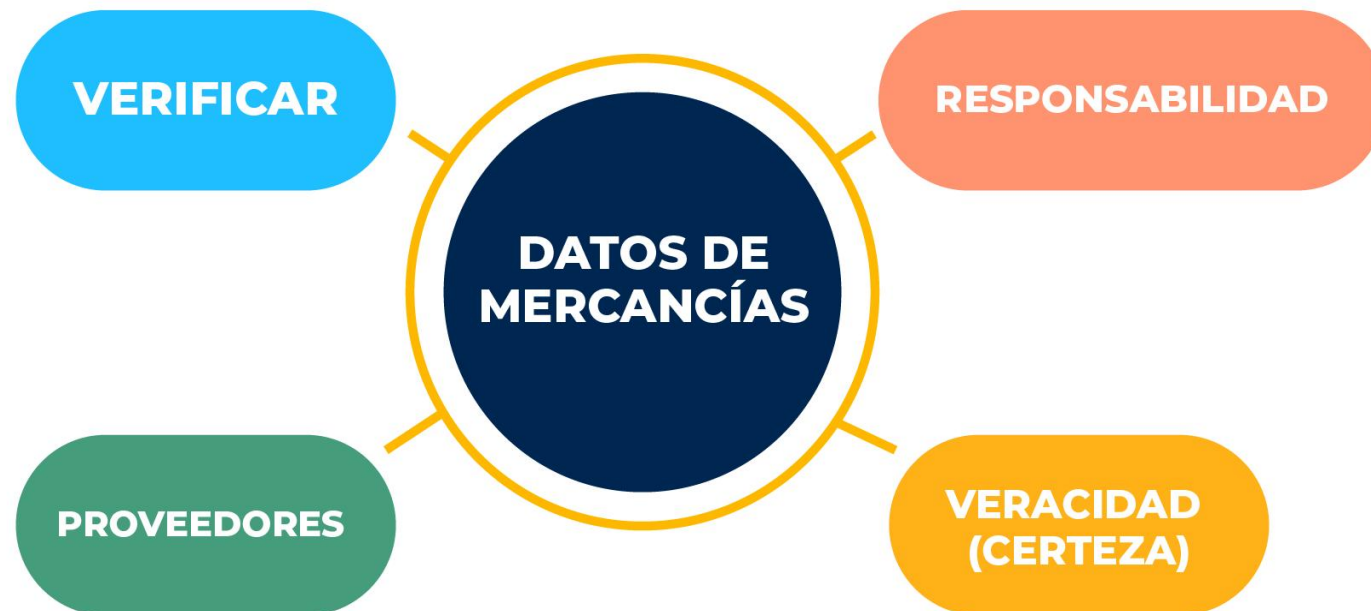 VERIFICAR
RESPONSABILIDAD
DATOS DE
MERCANCÍAS
PROVEEDORES
VERACIDAD
(CERTEZA)